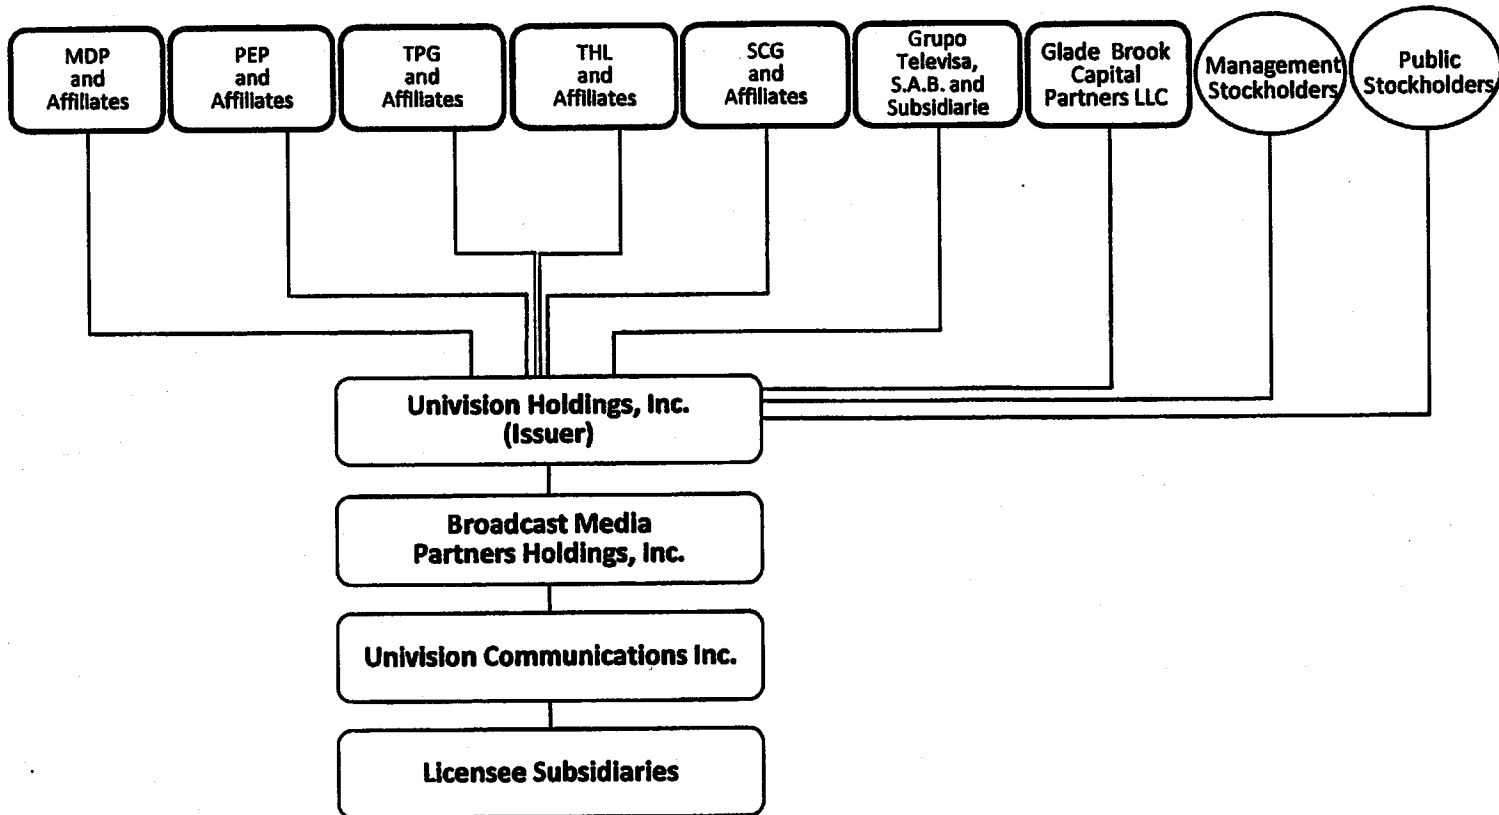 MDP
and
Affiliates
PEP
and
Affiliates
TPG
and
Affiliates
THL
and
Affiliates
SCG
and
Affiliates
Grupo
Televisa,
S.A.B. and
Subsidiarie
Glade Brook
Capital
Partners LLC
Management
Stockholders
Public
Stockholders
Univision Holdings, Inc.
(Issuer)
Broadcast Media
Partners Holdings, Inc.
Univision Communications Inc.
Licensee Subsidiaries